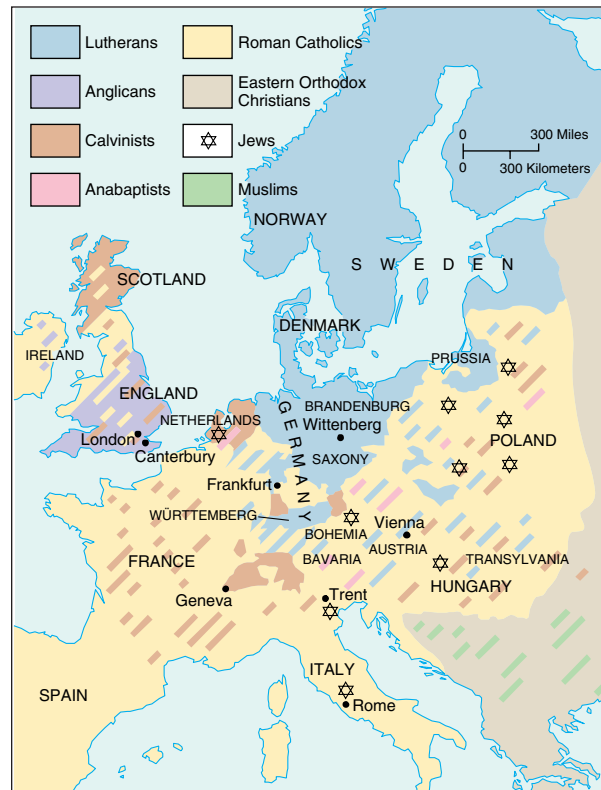 Lutherans
Roman Catholics
Anglicans
Eastern Orthodox
Christians
Calvinists
Jews
Anabaptists
Muslims
0 300 Miles
0 300 Kilometers
NORWAY
SWEDEN
SCOTLAND
DENMARK
IRELAND
PRUSSIA
ENGLAND
NETHERLANDS
BRANDENBURG
Wittenberg
London
GERMANY
POLAND
Canterbury
SAXONY
Frankfurt
WÜRTTEMBERG
BOHEMIA
Vienna
FRANCE
BAVARIA
AUSTRIA
TRANSYLVANIA
HUNGARY
Geneva
Trent
ITALY
SPAIN
Rome